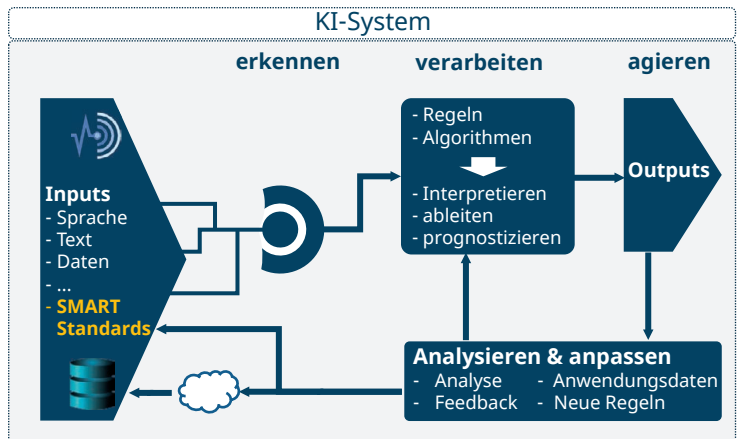 KI-System
erkennen
verarbeiten
agieren
Inputs
- Sprache
- Text
- Daten
- ...
- SMART
Standards
- Regeln
- Algorithmen
- Interpretieren
- ableiten
- prognostizieren
Outputs
Analysieren & anpassen
- Analyse
- Feedback
- Anwendungsdaten
- Neue Regeln